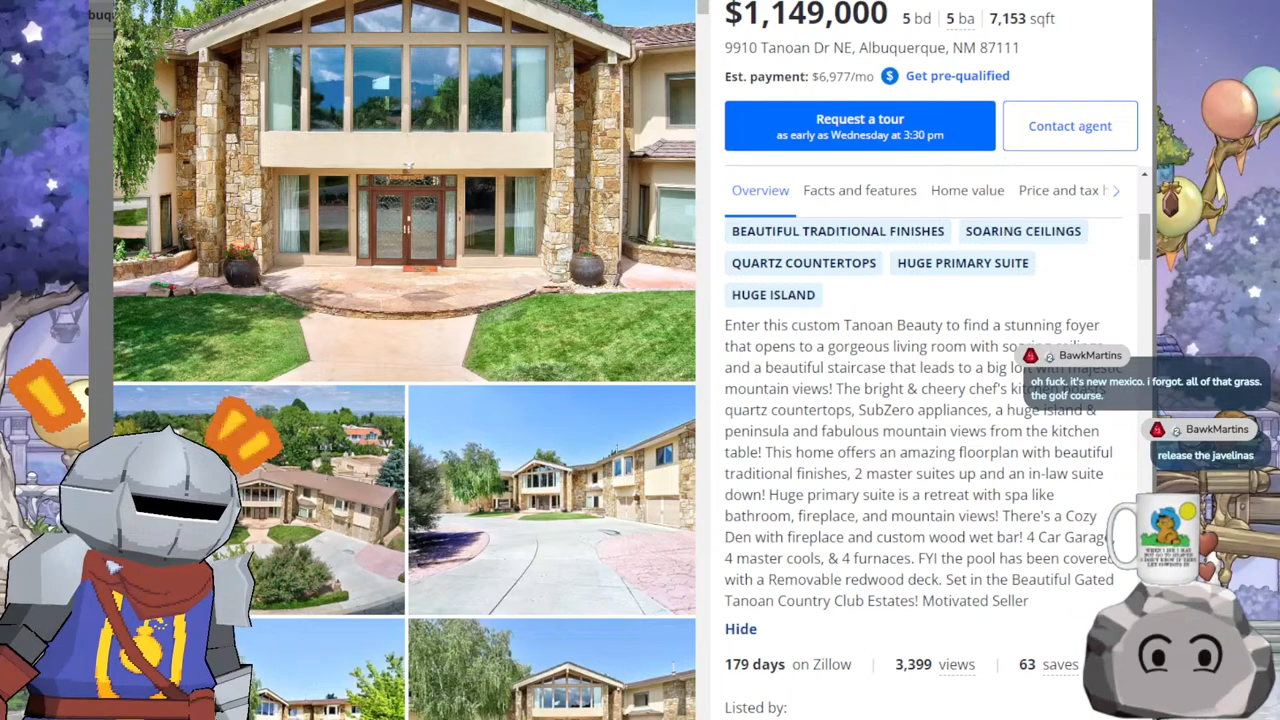 buq
$1,149,000 5 bd 5 ba 7,153 sqft
9910 Tanoan Dr NE, Albuquerque, NM 87111
Est. payment: $6,977/mo $ Get pre-qualified
Request a tour
as early as Wednesday at 3:30 pm
Contact agent
Overview Facts and features Home value Price and tax h
BEAUTIFUL TRADITIONAL FINISHES SOARING CEILINGS
QUARTZ COUNTERTOPS HUGE PRIMARY SUITE
HUGE ISLAND
Enter this custom Tanoan Beauty to find a stunning foyer
that opens to a gorgeous living room with soaring ceilings
and a beautiful staircase that leads to a big loft with majestic
mountain views! The bright & cheery chef's kitchen boasts
quartz countertops, SubZero appliances, a huge island &
peninsula and fabulous mountain views from the kitchen
table! This home offers an amazing floorplan with beautiful
traditional finishes, 2 master suites up and an in-law suite
down! Huge primary suite is a retreat with spa like
bathroom, fireplace, and mountain views! There's a Cozy
Den with fireplace and custom wood wet bar! 4 Car Garage
4 master cools, & 4 furnaces. FYI the pool has been covered
with a Removable redwood deck. Set in the Beautiful Gated
Tanoan Country Club Estates! Motivated Seller
Hide
179 days on Zillow 3,399 views 63 saves
Listed by:
BawkMartins
oh fuck. it's new mexico. i forgot. all of that grass.
the golf course.
BawkMartins
release the javelinas